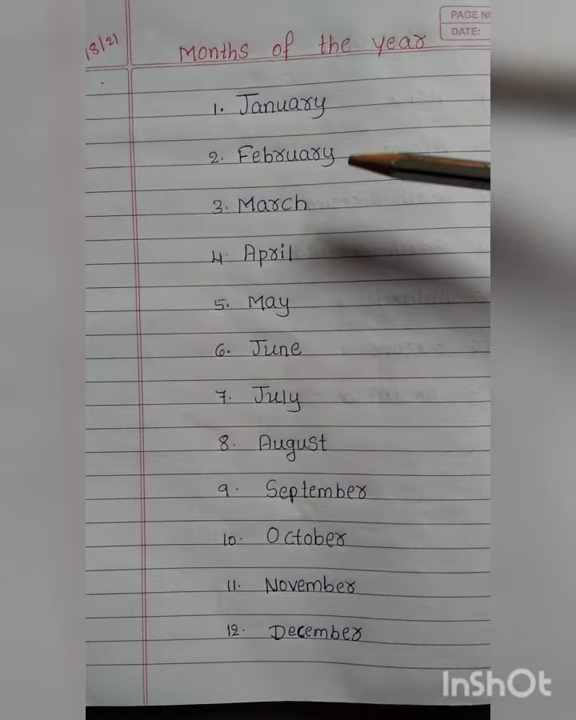 PAGE NO
DATE:
18/21
Months of the year
1. January
2. February
3. March
4. April
5. May
6. June
7. July
8. August
9. September
10. October
11. November
12. December
InShOt